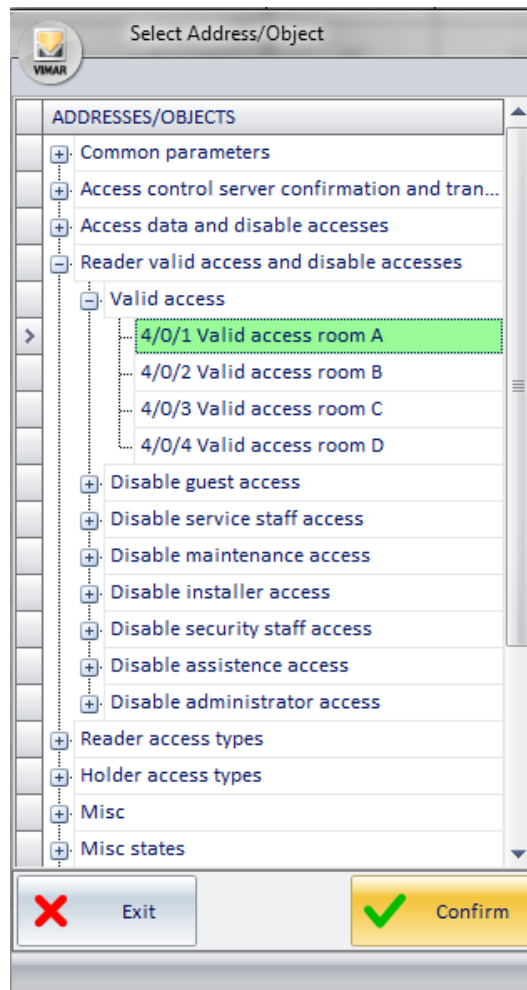 Select Address/Object
VIMAR
ADDRESSES/OBJECTS
Common parameters
Access control server confirmation and tran...
Access data and disable accesses
Reader valid access and disable accesses
Valid access
4/0/1 Valid access room A
4/0/2 Valid access room B
4/0/3 Valid access room C
4/0/4 Valid access room D
Disable guest access
Disable service staff access
Disable maintenance access
Disable installer access
Disable security staff access
Disable assistence access
Disable administrator access
Reader access types
Holder access types
Misc
Misc states
Exit
Confirm